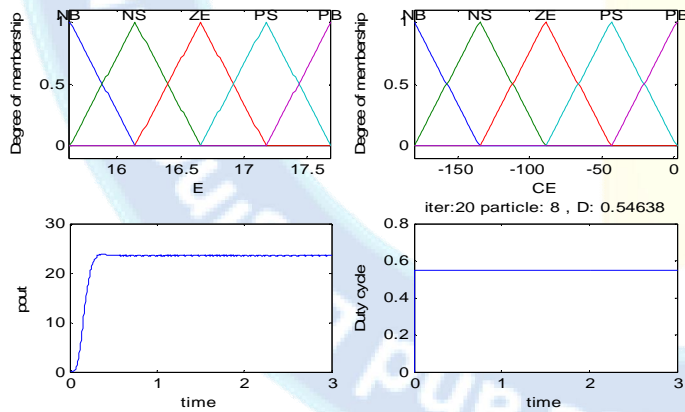 NB NS ZE PS PB
Degree of membership
1
0.5
0
16 16.5 17 17.5
E
NB NS ZE PS PB
Degree of membership
1
0.5
0
-150 -100 -50 0
CE
30
20
10
0
pout
0 1 2 3
time
iter:20 particle: 8 , D: 0.54638
0.8
0.6
0.4
0.2
0
Duty cycle
0 1 2 3
time